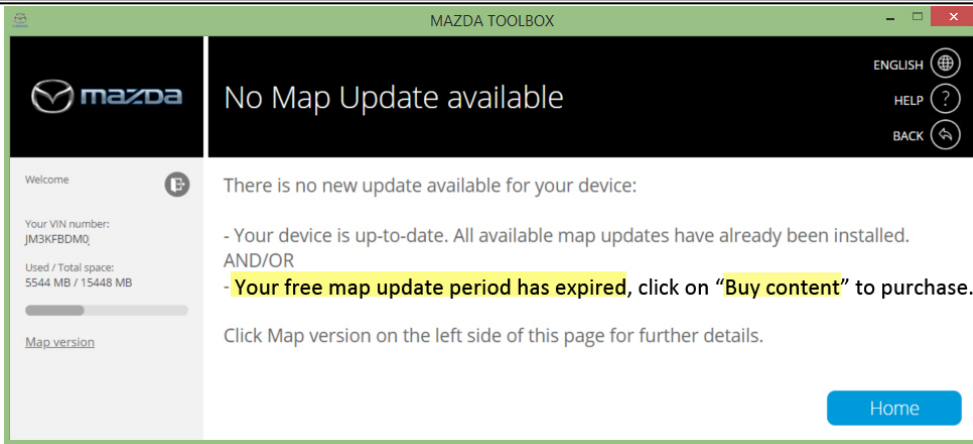 MAZDA TOOLBOX
mazda
No Map Update available
ENGLISH
HELP
BACK
Welcome
Your VIN number:
JM3KFBDM0
Used / Total space:
5544 MB / 15448 MB
Map version
There is no new update available for your device:
- Your device is up-to-date. All available map updates have already been installed.
AND/OR
- Your free map update period has expired, click on “Buy content” to purchase.
Click Map version on the left side of this page for further details.
Home